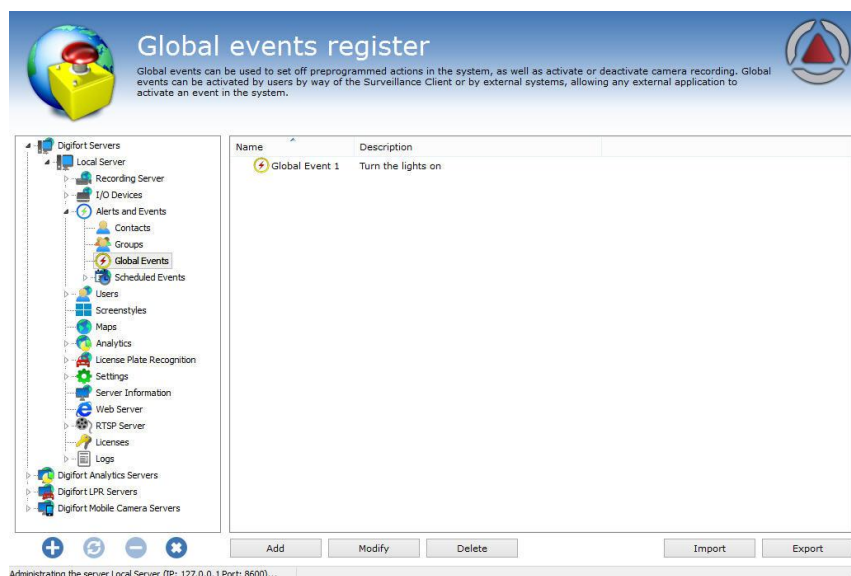 Global events register
Global events can be used to set off preprogrammed actions in the system, as well as activate or deactivate camera recording. Global
events can be activated by users by way of the Surveillance Client or by external systems, allowing any external application to
activate an event in the system.
Digifort Servers
Local Server
Recording Server
I/O Devices
Alerts and Events
Contacts
Groups
Global Events
Scheduled Events
Users
Screenstyles
Maps
Analytics
License Plate Recognition
Settings
Server Information
Web Server
RTSP Server
Licenses
Logs
Digifort Analytics Servers
Digifort LPR Servers
Digifort Mobile Camera Servers
Name Description
Global Event 1 Turn the lights on
Add Modify Delete Import Export
Administrating the server Local Server (IP: 127.0.0.1 Port: 8600)...